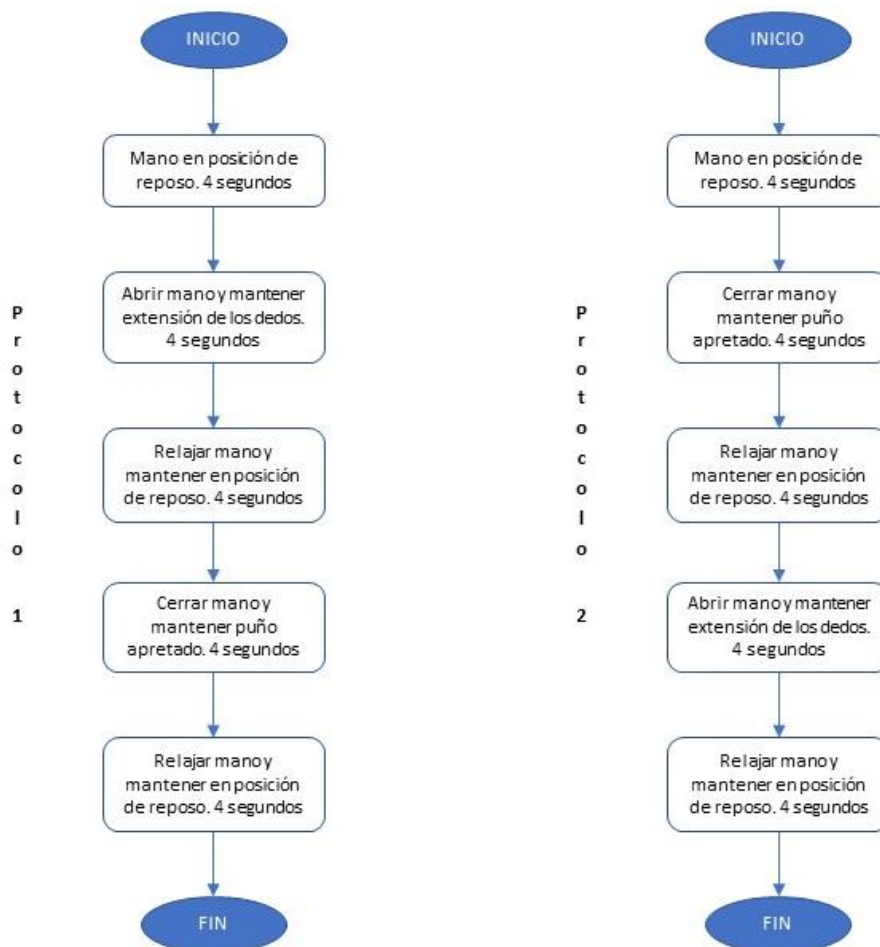 Protocolo 1
INICIO
Mano en posición de
reposo. 4 segundos
Abrir mano y mantener
extensión de los dedos.
4 segundos
Relajar mano y
mantener en posición
de reposo. 4 segundos
Cerrar mano y
mantener puño
apretado. 4 segundos
Relajar mano y
mantener en posición
de reposo. 4 segundos
FIN
Protocolo 2
INICIO
Mano en posición de
reposo. 4 segundos
Cerrar mano y
mantener puño
apretado. 4 segundos
Relajar mano y
mantener en posición
de reposo. 4 segundos
Abrir mano y mantener
extensión de los dedos.
4 segundos
Relajar mano y
mantener en posición
de reposo. 4 segundos
FIN